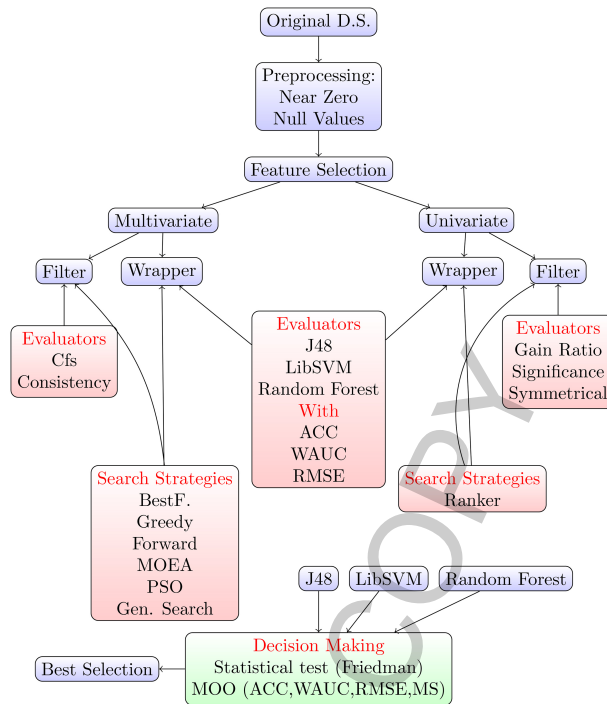 Original D.S.
Preprocessing:
Near Zero
Null Values
Feature Selection
Multivariate
Univariate
Filter
Wrapper
Wrapper
Filter
Evaluators
Cfs
Consistency
Evaluators
J48
LibSVM
Random Forest
With
ACC
WAUC
RMSE
Evaluators
Gain Ratio
Significance
Symmetrical
Search Strategies
BestF.
Greedy
Forward
MOEA
PSO
Gen. Search
Search Strategies
Ranker
J48
LibSVM
Random Forest
Decision Making
Statistical test (Friedman)
MOO (ACC,WAUC,RMSE,MS)
Best Selection
COPY